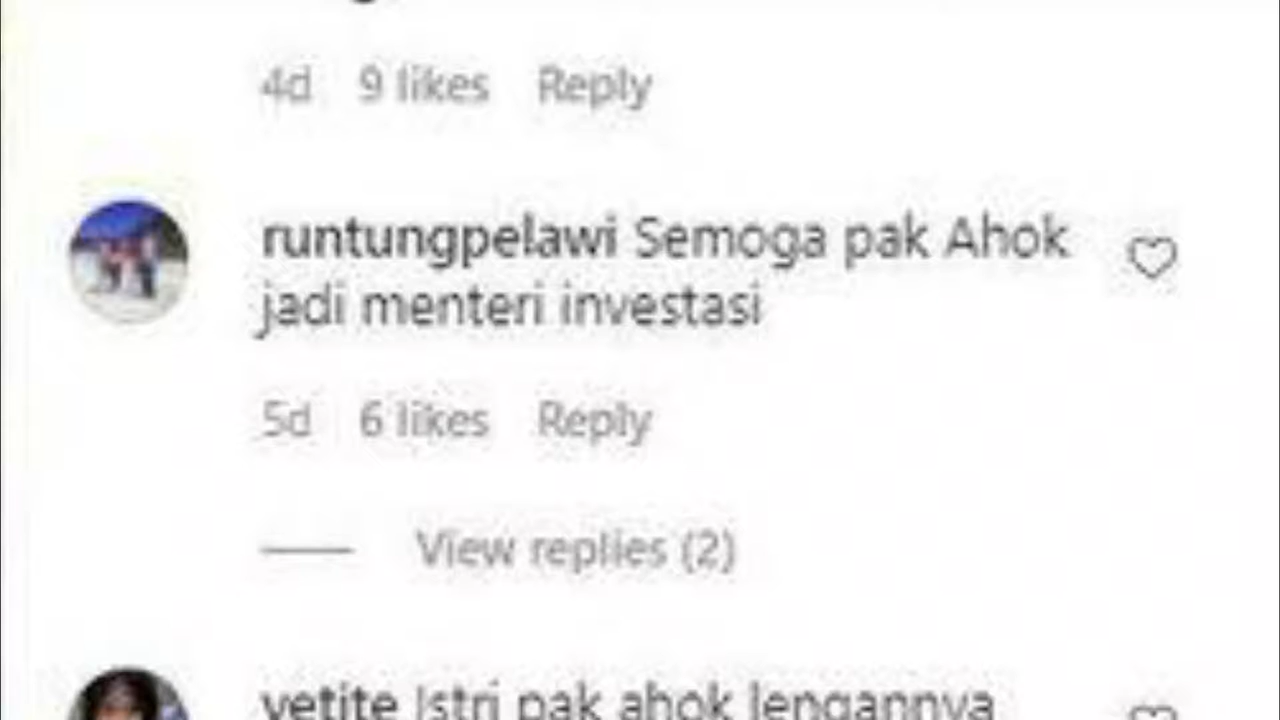 4d 9 likes Reply
runtungpelawi Semoga pak Ahok
jadi menteri investasi
5d 6 likes Reply
View replies (2)
yetite Istri pak ahok lengannya